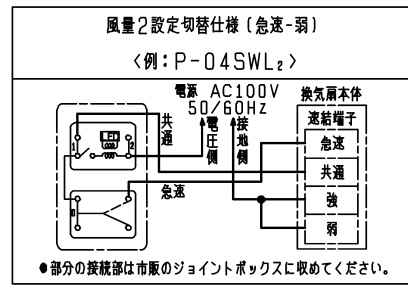 風量2設定切替仕様(急速-弱)
〈例:P-04SWL₂〉
電源 AC100V
50/60Hz
換気扇本体
速結端子
急速
共通
強
弱
共通
電圧側
接地側
急速
LED
1
2
●部分の接続部は市販のジョイントボックスに収めてください。